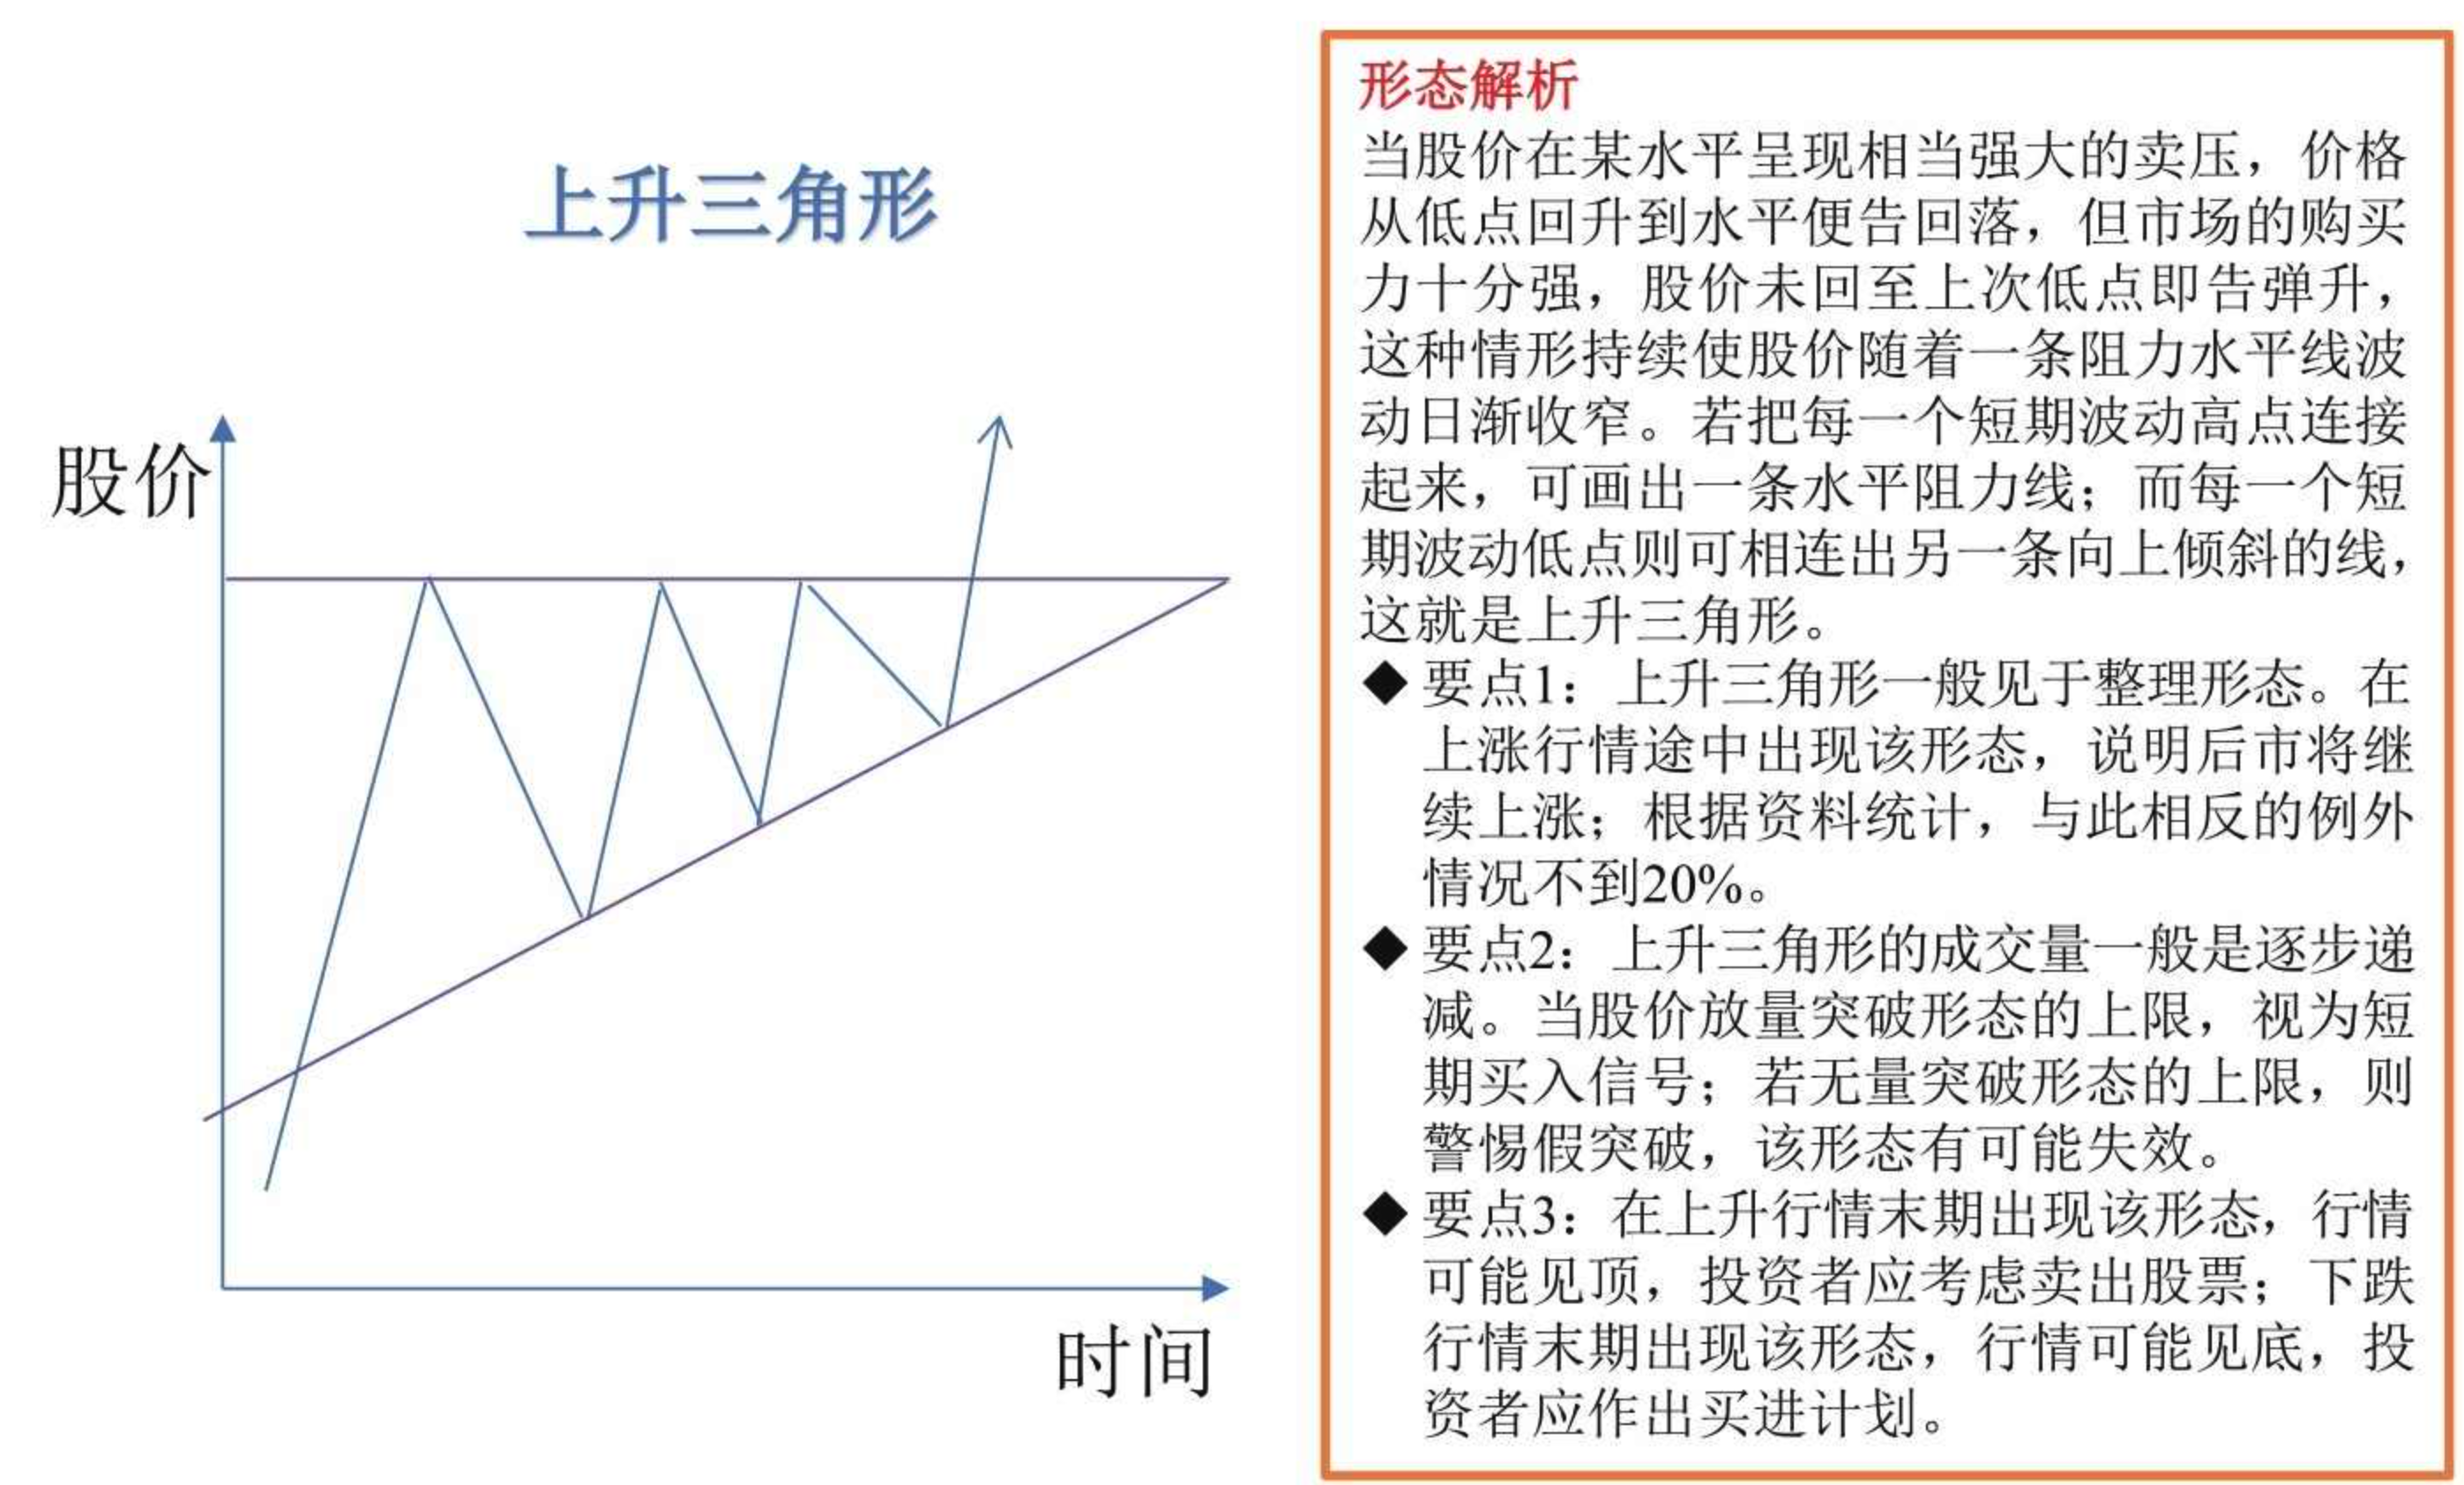 上升三角形
股价
时间
形态解析
当股价在某水平呈现相当强大的卖压，价格
从低点回升到水平便告回落，但市场的购买
力十分强，股价未回至上次低点即告弹升，
这种情形持续使股价随着一条阻力水平线波
动日渐收窄。若把每一个短期波动高点连接
起来，可画出一条水平阻力线；而每一个短
期波动低点则可相连出另一条向上倾斜的线，
这就是上升三角形。
◆ 要点1：上升三角形一般见于整理形态。在
上涨行情途中出现该形态，说明后市将继
续上涨；根据资料统计，与此相反的例外
情况不到20%。
◆ 要点2：上升三角形的成交量一般是逐步递
减。当股价放量突破形态的上限，视为短
期买入信号；若无量突破形态的上限，则
警惕假突破，该形态有可能失效。
◆ 要点3：在上升行情末期出现该形态，行情
可能见顶，投资者应考虑卖出股票；下跌
行情末期出现该形态，行情可能见底，投
资者应作出买进计划。